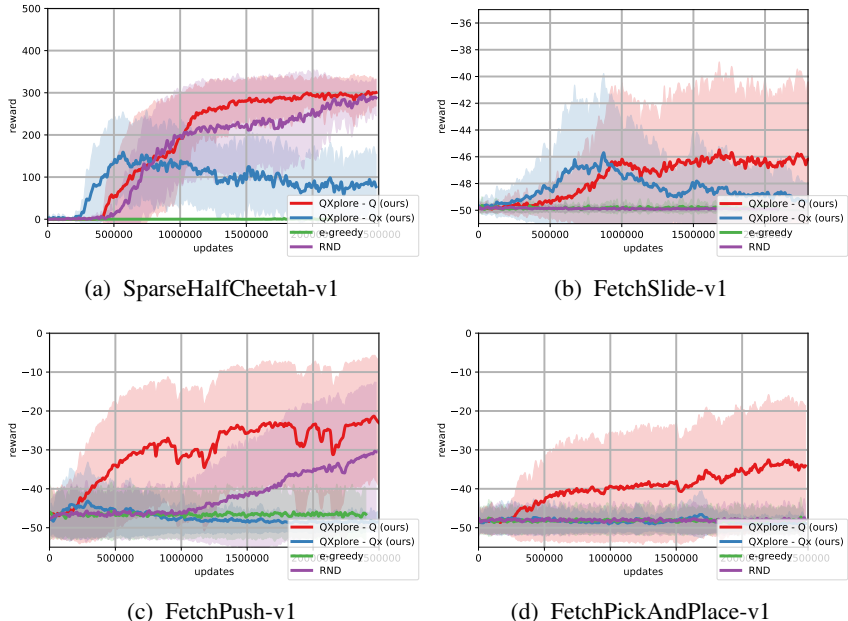 500
400
300
200
100
0
reward
0 500000 1000000 1500000
updates
QXplore - Q (ours)
QXplore - Qx (ours)
e-greedy
RND
(a) SparseHalfCheetah-v1
−36
−38
−40
−42
−44
−46
−48
−50
reward
0 500000 1000000 1500000
updates
QXplore - Q (ours)
QXplore - Qx (ours)
e-greedy
RND
(b) FetchSlide-v1
0
−10
−20
−30
−40
−50
reward
0 500000 1000000 1500000
updates
QXplore - Q (ours)
QXplore - Qx (ours)
e-greedy
RND
(c) FetchPush-v1
0
−10
−20
−30
−40
−50
reward
0 500000 1000000 1500000
updates
QXplore - Q (ours)
QXplore - Qx (ours)
e-greedy
RND
(d) FetchPickAndPlace-v1